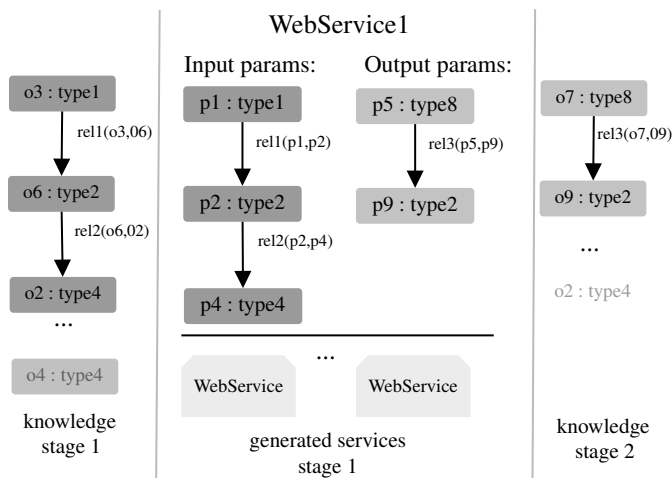 WebService1
Input params:
Output params:
o3 : type1
rel1(o3,06)
o6 : type2
rel2(o6,02)
o2 : type4
...
o4 : type4
knowledge
stage 1
p1 : type1
rel1(p1,p2)
p2 : type2
rel2(p2,p4)
p4 : type4
p5 : type8
rel3(p5,p9)
p9 : type2
WebService
...
WebService
generated services
stage 1
o7 : type8
rel3(o7,09)
o9 : type2
...
o2 : type4
knowledge
stage 2